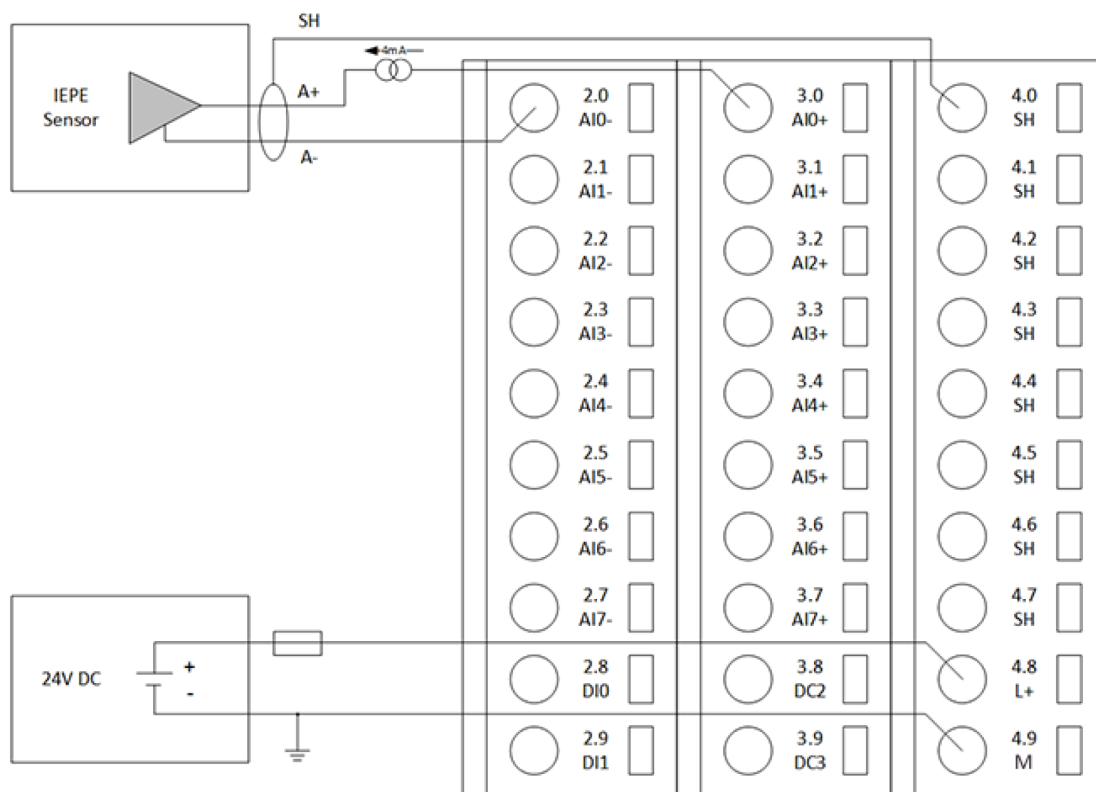 SH
4mA
IEPE
Sensor
A+
A-
2.0
AI0-
3.0
AI0+
4.0
SH
2.1
AI1-
3.1
AI1+
4.1
SH
2.2
AI2-
3.2
AI2+
4.2
SH
2.3
AI3-
3.3
AI3+
4.3
SH
2.4
AI4-
3.4
AI4+
4.4
SH
2.5
AI5-
3.5
AI5+
4.5
SH
2.6
AI6-
3.6
AI6+
4.6
SH
2.7
AI7-
3.7
AI7+
4.7
SH
24V DC
+
-
2.8
DI0
3.8
DC2
4.8
L+
2.9
DI1
3.9
DC3
4.9
M